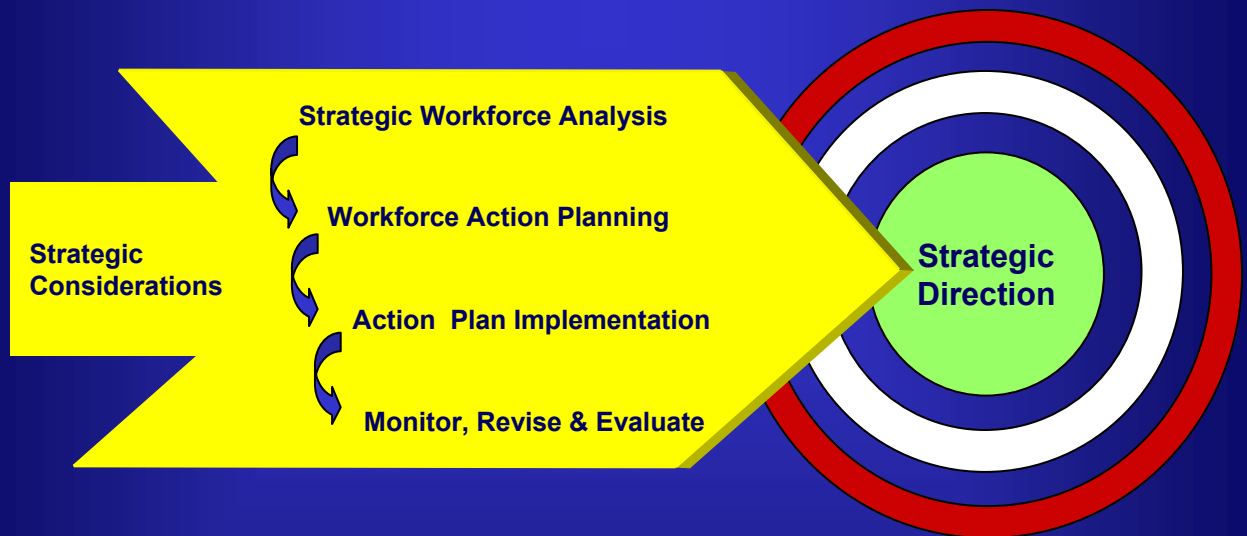 Strategic Workforce Analysis
Workforce Action Planning
Strategic
Considerations
Action  Plan Implementation
Monitor, Revise & Evaluate
Strategic
Direction